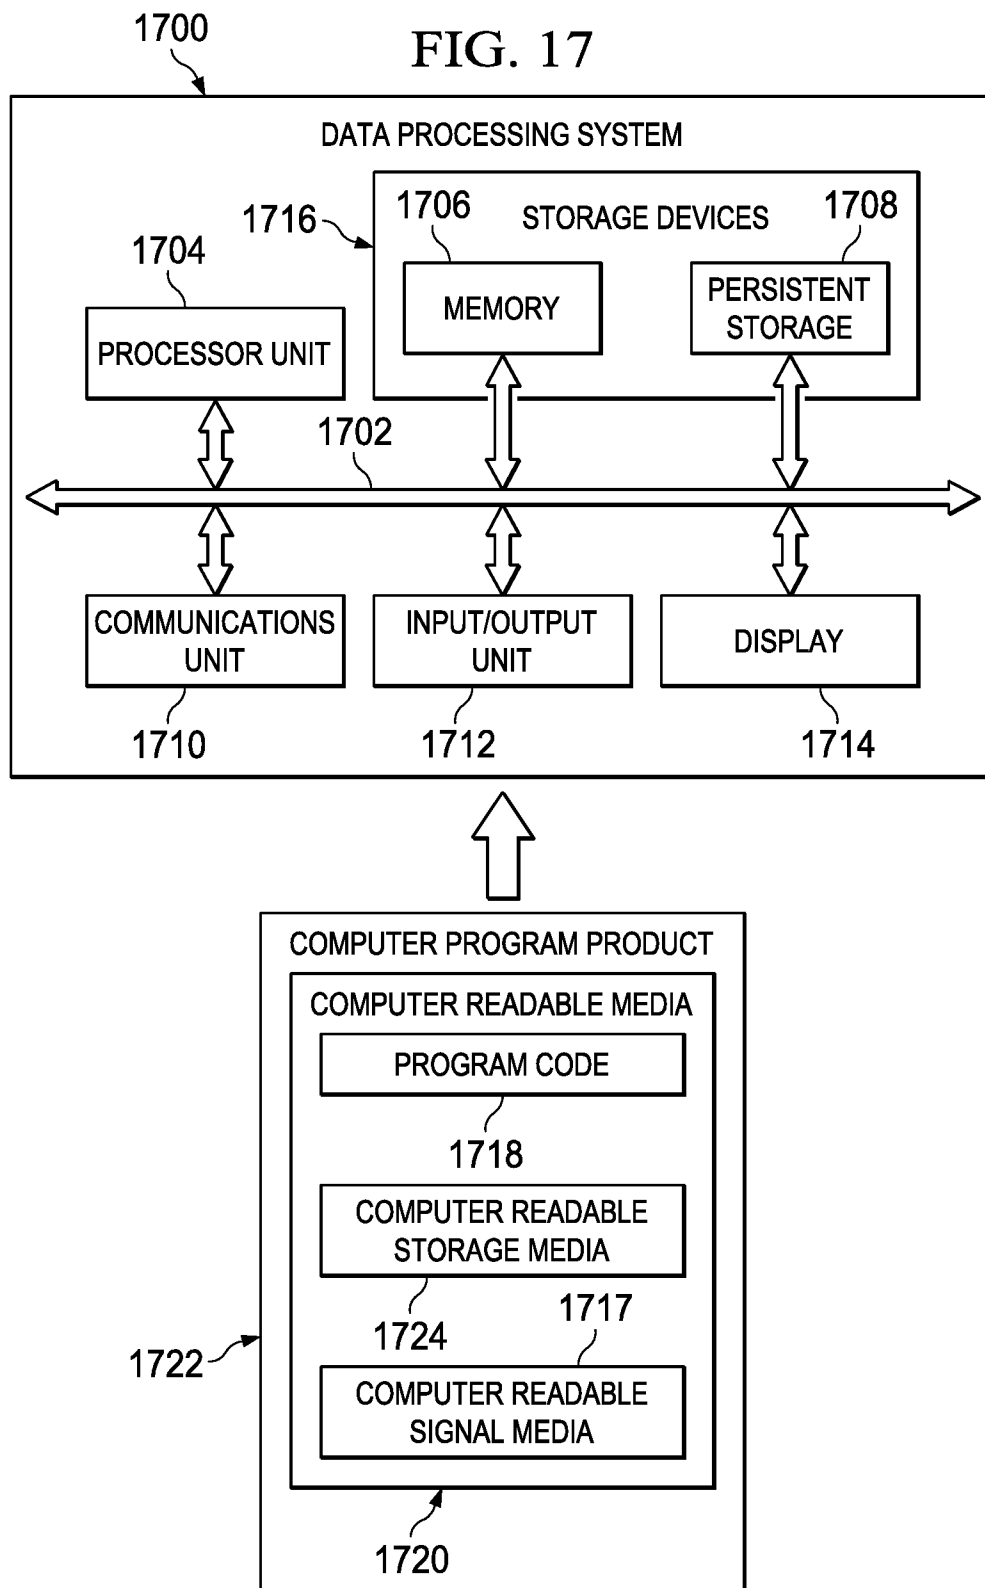 FIG. 17
1700
DATA PROCESSING SYSTEM
1716
1706
STORAGE DEVICES
1708
1704
MEMORY
PERSISTENT
STORAGE
PROCESSOR UNIT
1702
COMMUNICATIONS
UNIT
INPUT/OUTPUT
UNIT
DISPLAY
1710
1712
1714
COMPUTER PROGRAM PRODUCT
COMPUTER READABLE MEDIA
PROGRAM CODE
1718
COMPUTER READABLE
STORAGE MEDIA
1724
1717
1722
COMPUTER READABLE
SIGNAL MEDIA
1720